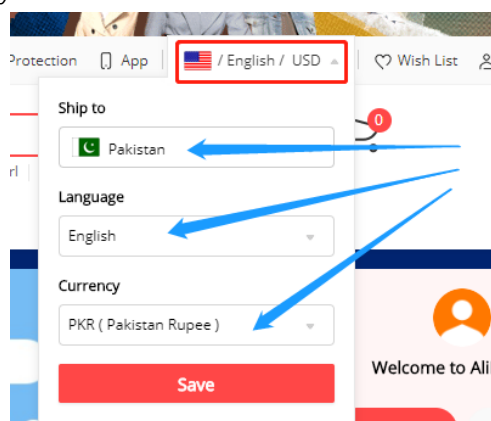 Protection App / English / USD Wish List
0
Ship to
Pakistan
Language
English
Currency
PKR ( Pakistan Rupee )
Save
Welcome to Ali